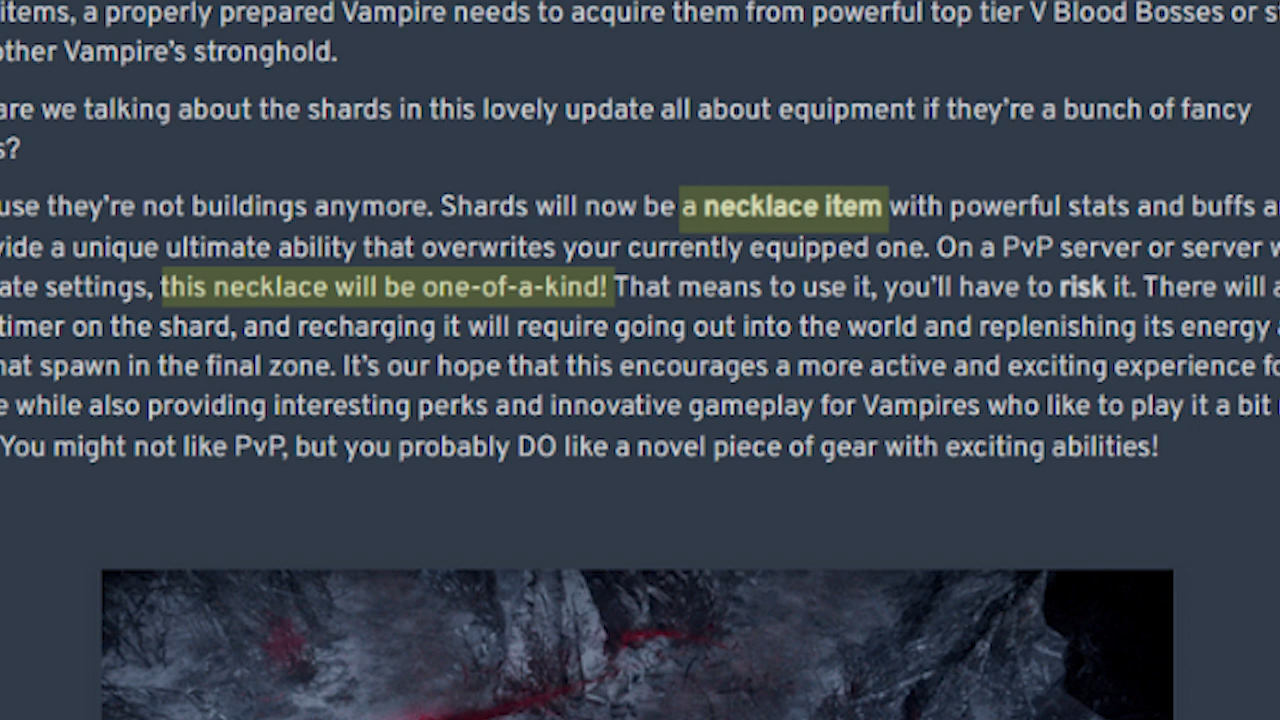 items, a properly prepared Vampire needs to acquire them from powerful top tier V Blood Bosses or
other Vampire's stronghold.
are we talking about the shards in this lovely update all about equipment if they're a bunch of fancy
s?
use they're not buildings anymore. Shards will now be a necklace item with powerful stats and buffs a
vide a unique ultimate ability that overwrites your currently equipped one. On a PvP server or server
ate settings, this necklace will be one-of-a-kind! That means to use it, you'll have to risk it. There will a
timer on the shard, and recharging it will require going out into the world and replenishing its energy
hat spawn in the final zone. It's our hope that this encourages a more active and exciting experience fo
e while also providing interesting perks and innovative gameplay for Vampires who like to play it a bit
You might not like PvP, but you probably DO like a novel piece of gear with exciting abilities!